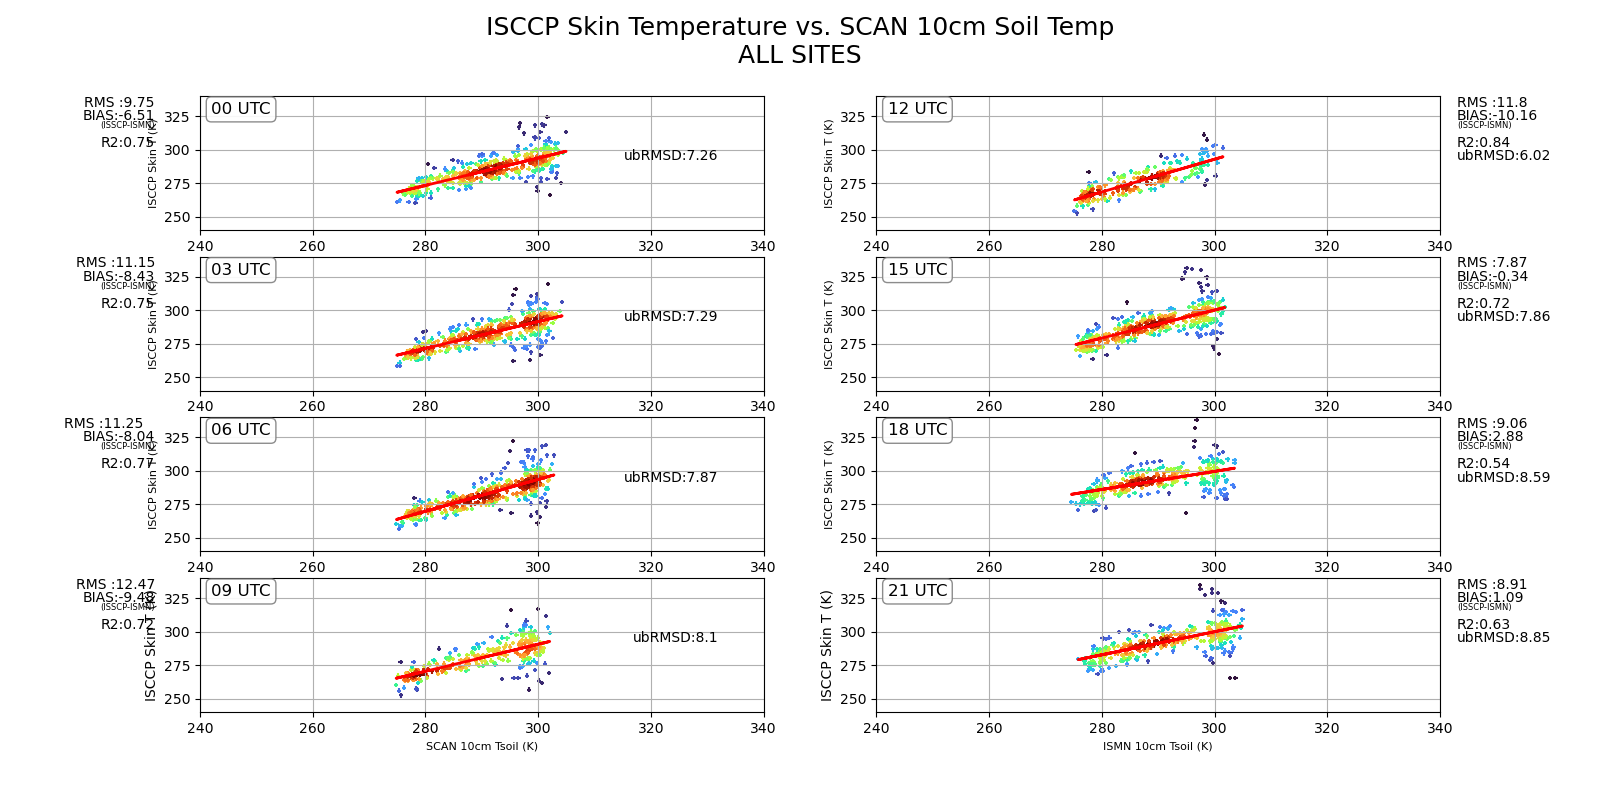 ISCCP Skin Temperature vs. SCAN 10cm Soil Temp
ALL SITES
RMS :9.75
BIAS:-6.51
(ISSCP-ISMN)
R2:0.75
ISCCP Skin T (K)
325
300
275
250
00 UTC
ubRMSD:7.26
240 260 280 300 320 340
ISCCP Skin T (K)
325
300
275
250
12 UTC
RMS :11.8
BIAS:-10.16
(ISSCP-ISMN)
R2:0.84
ubRMSD:6.02
240 260 280 300 320 340
RMS :11.15
BIAS:-8.43
(ISSCP-ISMN)
R2:0.75
ISCCP Skin T (K)
325
300
275
250
03 UTC
ubRMSD:7.29
240 260 280 300 320 340
ISCCP Skin T (K)
325
300
275
250
15 UTC
RMS :7.87
BIAS:-0.34
(ISSCP-ISMN)
R2:0.72
ubRMSD:7.86
240 260 280 300 320 340
RMS :11.25
BIAS:-8.04
(ISSCP-ISMN)
R2:0.77
ISCCP Skin T (K)
325
300
275
250
06 UTC
ubRMSD:7.87
240 260 280 300 320 340
ISCCP Skin T (K)
325
300
275
250
18 UTC
RMS :9.06
BIAS:2.88
(ISSCP-ISMN)
R2:0.54
ubRMSD:8.59
240 260 280 300 320 340
RMS :12.47
(ISSCP-ISMN)
R2:0.72
ISCCP Skin T (K)
325
300
275
250
09 UTC
ubRMSD:8.1
240 260 280 300 320 340
SCAN 10cm Tsoil (K)
ISCCP Skin T (K)
325
300
275
250
21 UTC
RMS :8.91
BIAS:1.09
(ISSCP-ISMN)
R2:0.63
ubRMSD:8.85
240 260 280 300 320 340
ISMN 10cm Tsoil (K)